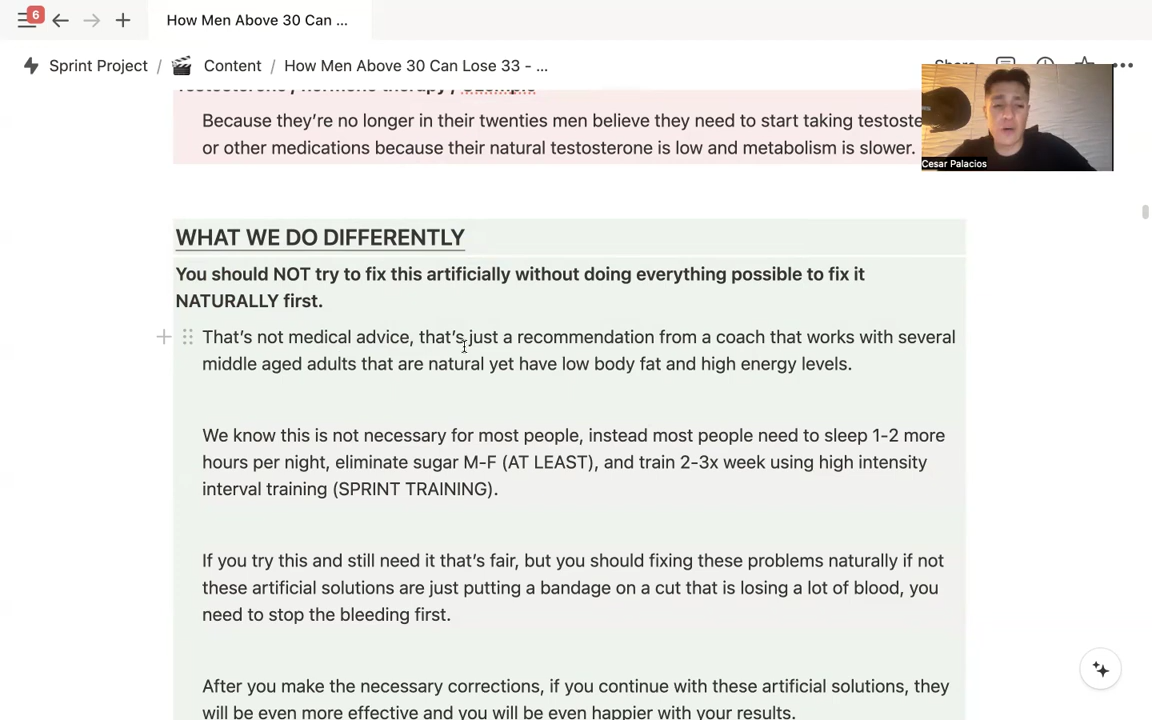 6
How Men Above 30 Can ...
Sprint Project / Content / How Men Above 30 Can Lose 33 - ...
Because they're no longer in their twenties men believe they need to start taking
or other medications because their natural testosterone is low and metabolism is slower.
Cesar Palacios
WHAT WE DO DIFFERENTLY
You should NOT try to fix this artificially without doing everything possible to fix it
NATURALLY first.
That's not medical advice, that's just a recommendation from a coach that works with several
middle aged adults that are natural yet have low body fat and high energy levels.
We know this is not necessary for most people, instead most people need to sleep 1-2 more
hours per night, eliminate sugar M-F (AT LEAST), and train 2-3x week using high intensity
interval training (SPRINT TRAINING).
If you try this and still need it that's fair, but you should fixing these problems naturally if not
these artificial solutions are just putting a bandage on a cut that is losing a lot of blood, you
need to stop the bleeding first.
After you make the necessary corrections, if you continue with these artificial solutions, they
will be even more effective and you will be even happier with your results.